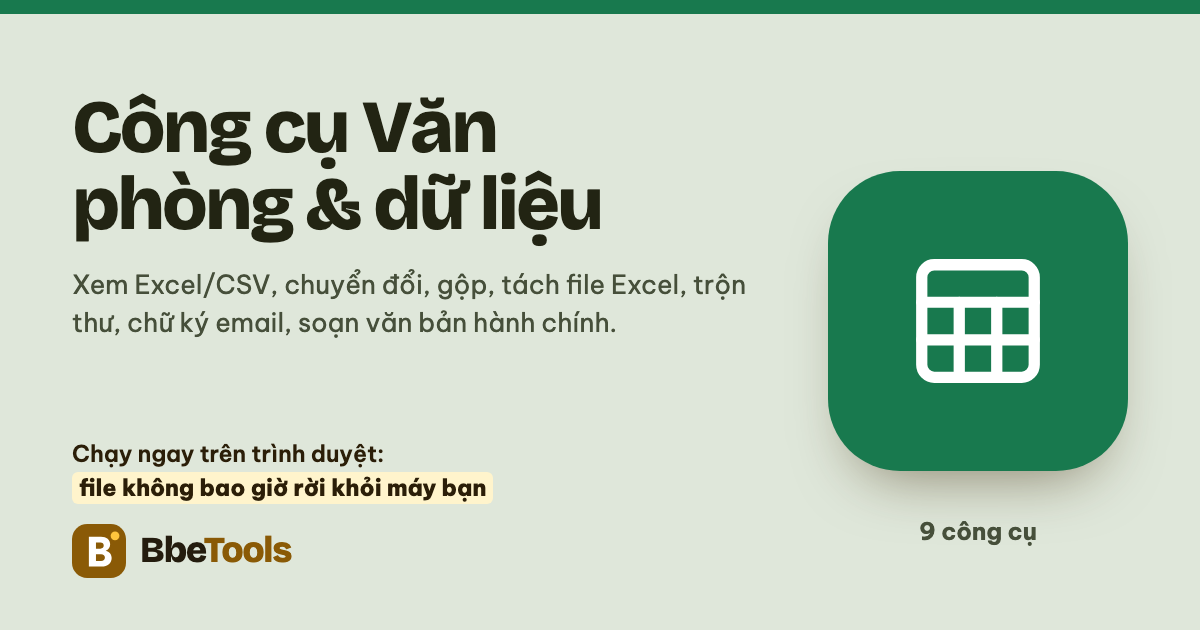 Công cụ Văn
phòng & dữ liệu
Xem Excel/CSV, chuyển đổi, gộp, tách file Excel, trộn
thư, chữ ký email, soạn văn bản hành chính.
Chạy ngay trên trình duyệt:
file không bao giờ rời khỏi máy bạn
B BbeTools
9 công cụ